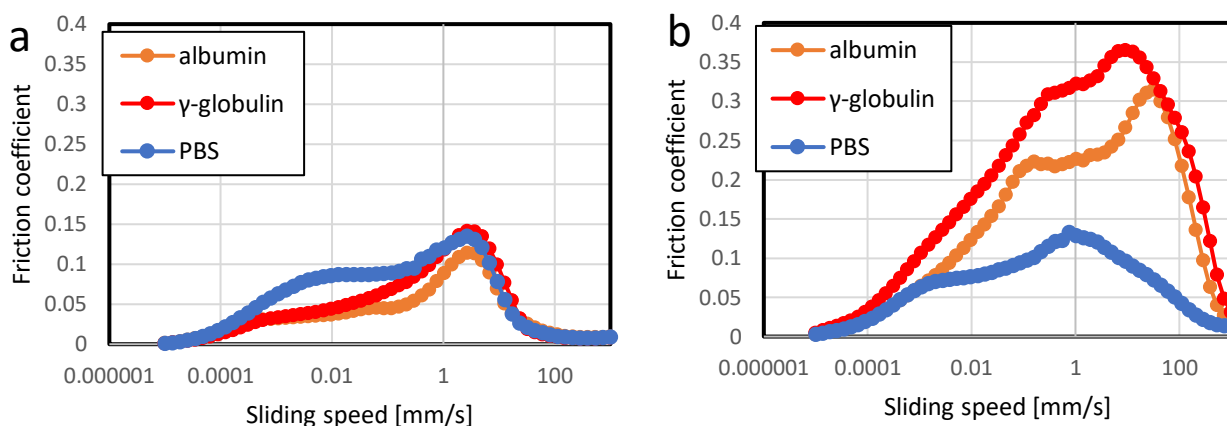 a
Friction coefficient
0.4
0.35
0.3
0.25
0.2
0.15
0.1
0.05
0
albumin
γ-globulin
PBS
0.000001
0.0001
0.01
1
100
Sliding speed [mm/s]
b
Friction coefficient
0.4
0.35
0.3
0.25
0.2
0.15
0.1
0.05
0
albumin
γ-globulin
PBS
0.000001
0.0001
0.01
1
100
Sliding speed [mm/s]